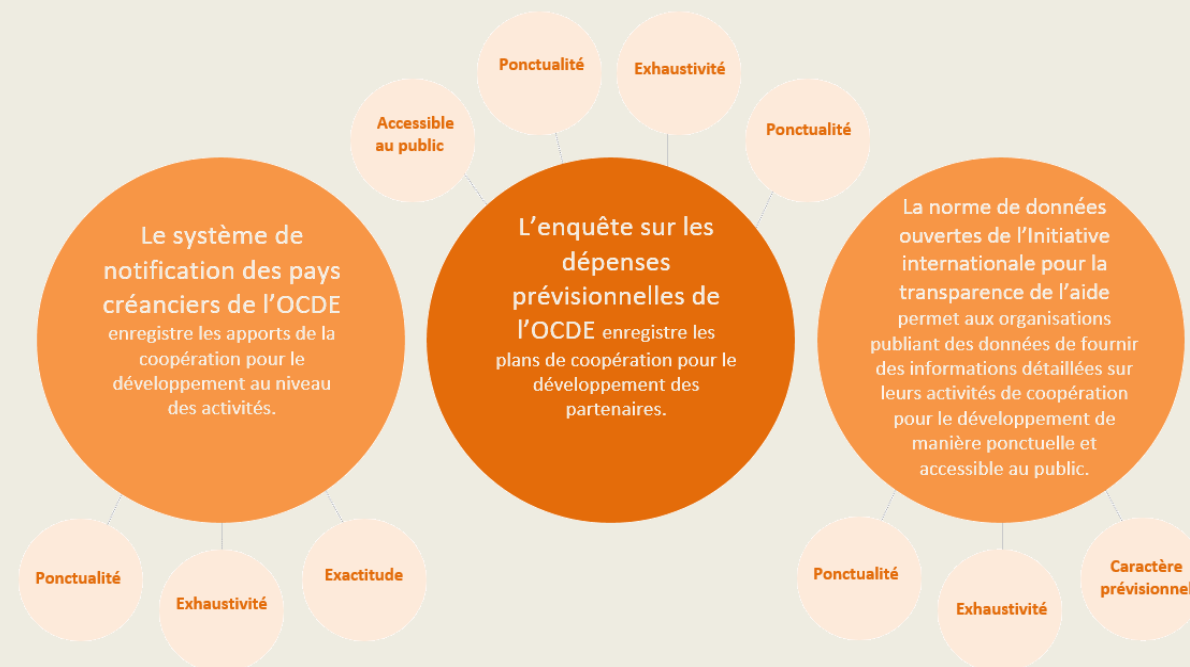 Ponctualité
Exhaustivité
Accessible
au public
Ponctualité
Le système de
notification des pays
créanciers de l'OCDE
enregistre les apports de la
coopération pour le
développement au niveau
des activités.
L'enquête sur les
dépenses
prévisionnelles de
l'OCDE enregistre les
plans de coopération pour le
développement des
partenaires.
La norme de données
ouvertes de l'Initiative
internationale pour la
transparence de l'aide
permet aux organisations
publiant des données de fournir
des informations détaillées sur
leurs activités de coopération
pour le développement de
manière ponctuelle et
accessible au public.
Ponctualité
Exhaustivité
Exactitude
Ponctualité
Exhaustivité
Caractère
prévisionnel